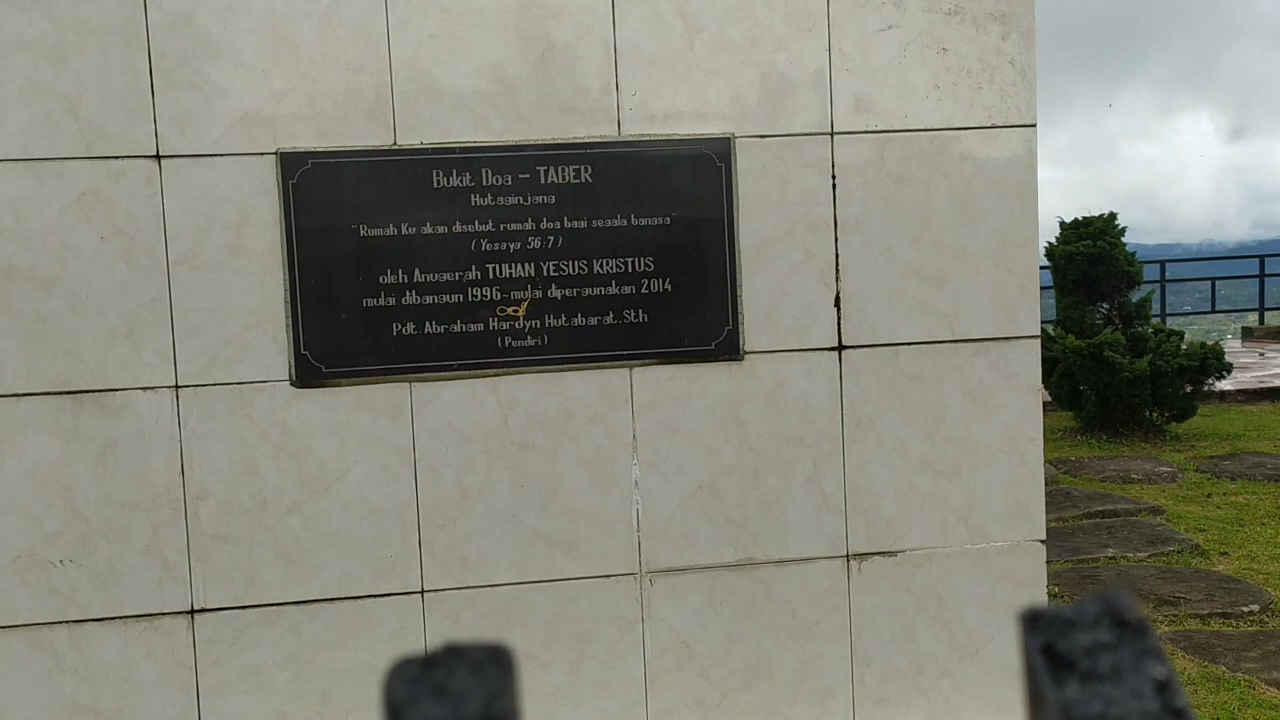 Bukit Doa - TABER
Hutaginjang
"Rumah Ku akan disebut rumah doa bagi segala bangsa"
(Yesaya 56:7)
oleh Anugerah TUHAN YESUS KRISTUS
mulai dibangun 1996~mulai dipergunakan 2014
Pdt. Abraham Hardyn Hutabarat.Sth
(Pendiri)